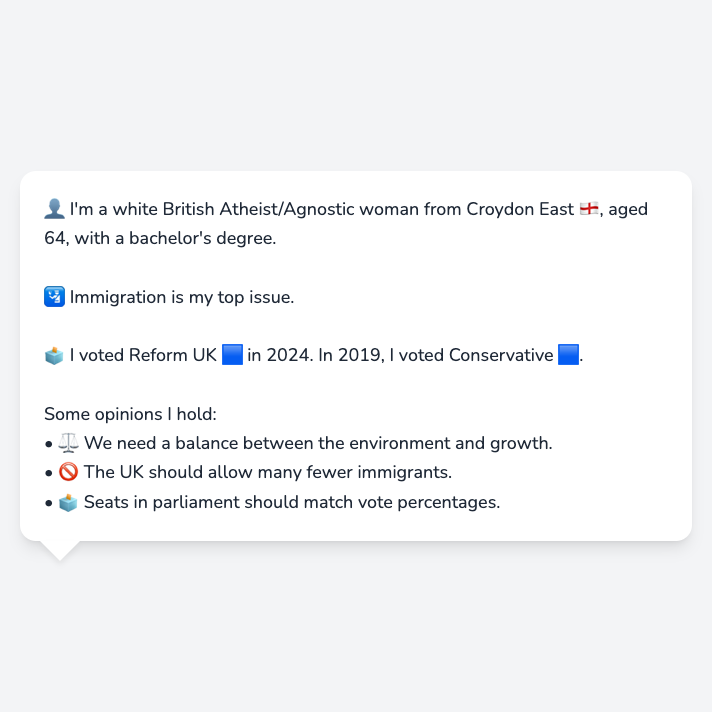 👤 I'm a white British Atheist/Agnostic woman from Croydon East 🏴󠁧󠁢󠁥󠁮󠁧󠁿, aged
64, with a bachelor's degree.
🛂 Immigration is my top issue.
🗳️ I voted Reform UK 🟦 in 2024. In 2019, I voted Conservative 🟦.
Some opinions I hold:
• ⚖️ We need a balance between the environment and growth.
• 🚫 The UK should allow many fewer immigrants.
• 🗳️ Seats in parliament should match vote percentages.